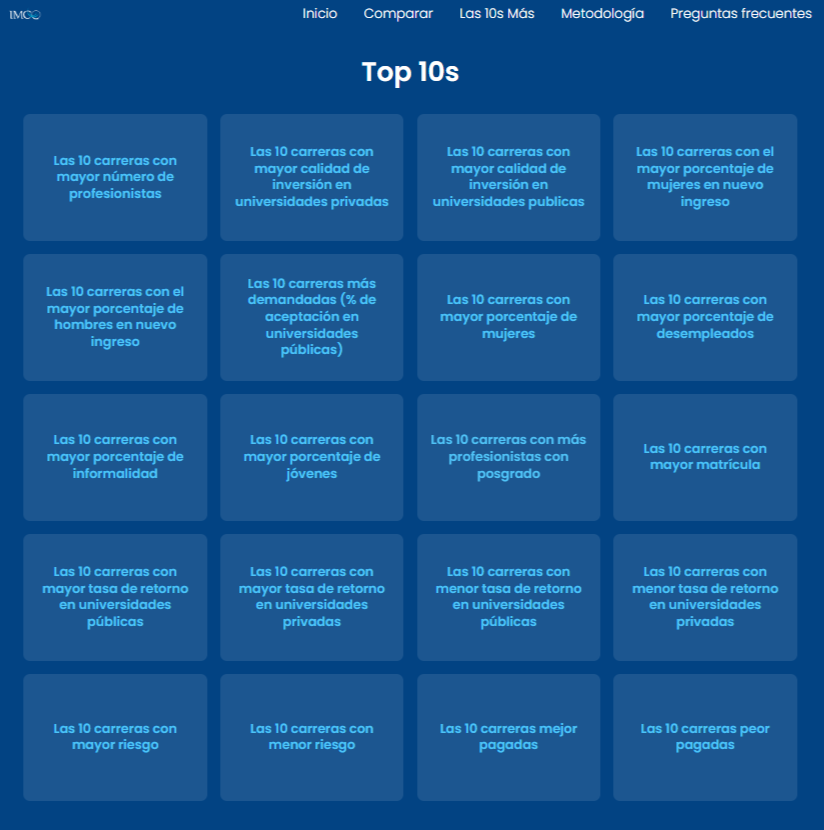 IMCO
Inicio
Comparar
Las 10s Más
Metodología
Preguntas frecuentes
Top 10s
Las 10 carreras con
mayor número de
profesionistas
Las 10 carreras con
mayor calidad de
inversión en
universidades privadas
Las 10 carreras con
mayor calidad de
inversión en
universidades publicas
Las 10 carreras con el
mayor porcentaje de
mujeres en nuevo
ingreso
Las 10 carreras con el
mayor porcentaje de
hombres en nuevo
ingreso
Las 10 carreras más
demandadas (% de
aceptación en
universidades
públicas)
Las 10 carreras con
mayor porcentaje de
mujeres
Las 10 carreras con
mayor porcentaje de
desempleados
Las 10 carreras con
mayor porcentaje de
informalidad
Las 10 carreras con
mayor porcentaje de
jóvenes
Las 10 carreras con más
profesionistas con
posgrado
Las 10 carreras con
mayor matrícula
Las 10 carreras con
mayor tasa de retorno
en universidades
públicas
Las 10 carreras con
mayor tasa de retorno
en universidades
privadas
Las 10 carreras con
menor tasa de retorno
en universidades
públicas
Las 10 carreras con
menor tasa de retorno
en universidades
privadas
Las 10 carreras con
mayor riesgo
Las 10 carreras con
menor riesgo
Las 10 carreras mejor
pagadas
Las 10 carreras peor
pagadas